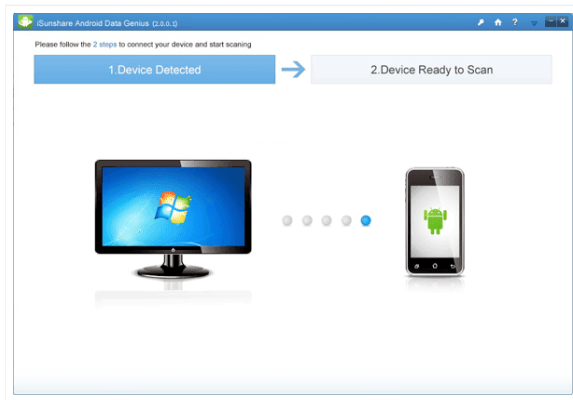 iSunshare Android Data Genius (2.0.0.1)
Please follow the 2 steps to connect your device and start scaning
1.Device Detected
2.Device Ready to Scan